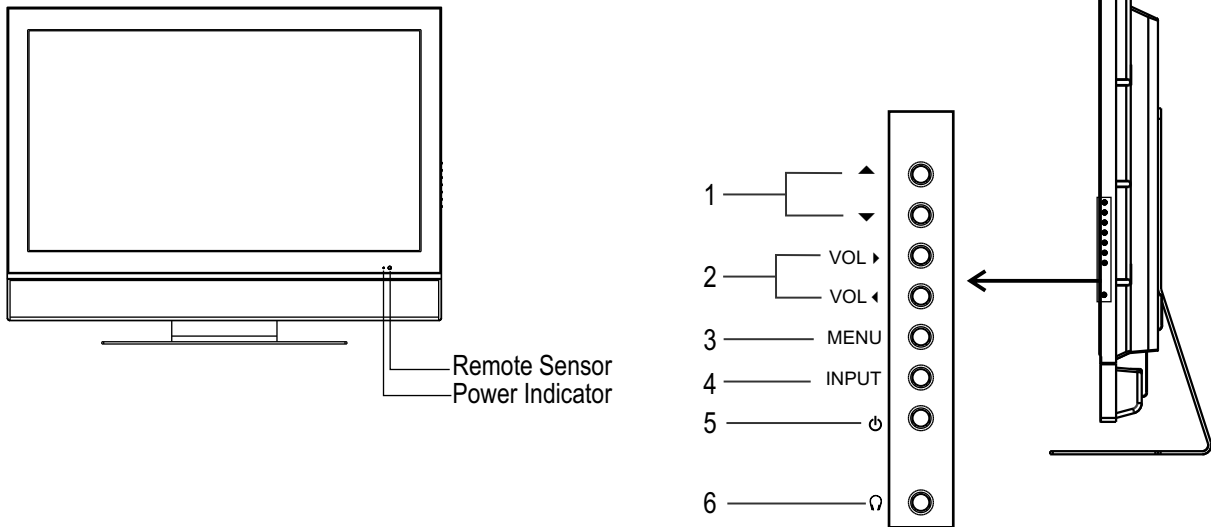 Remote Sensor
Power Indicator
1
2
VOL
VOL
3
MENU
4
INPUT
5
6